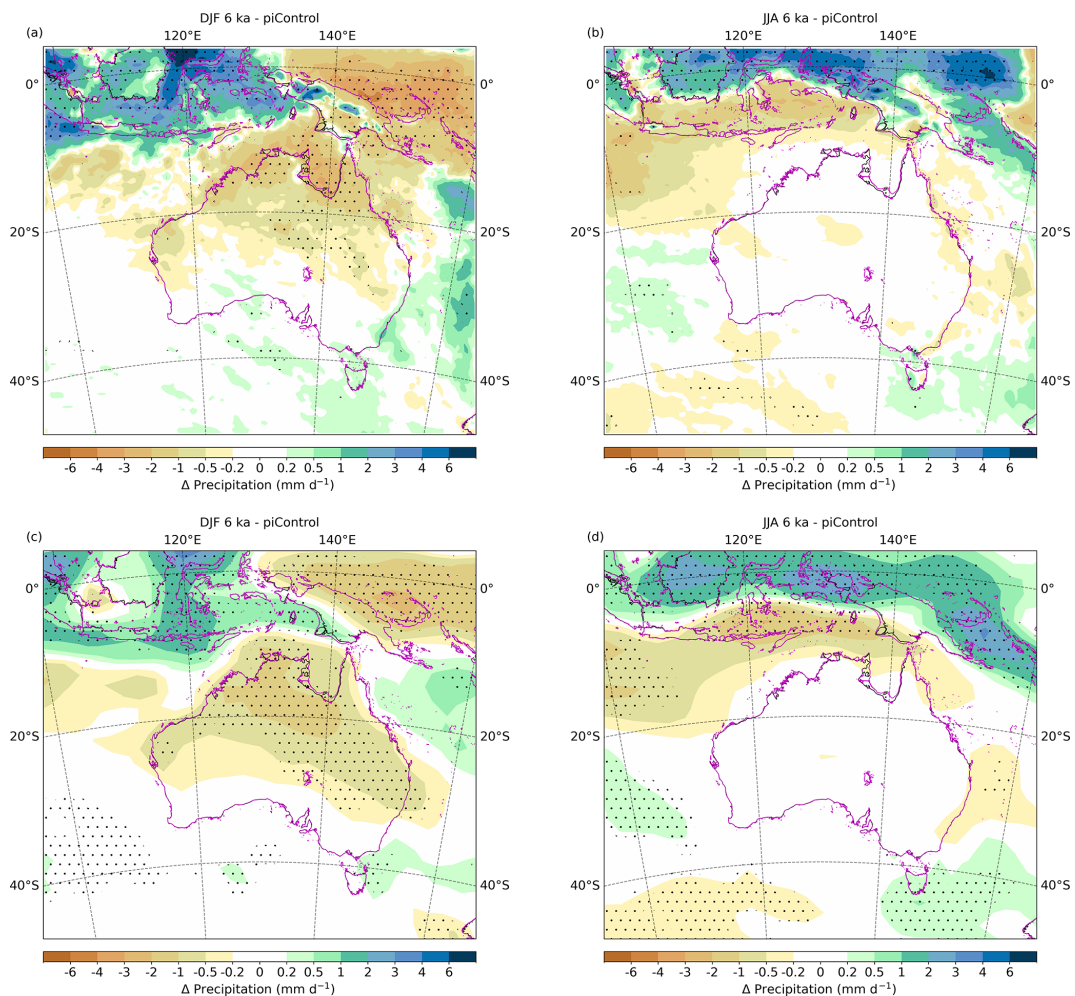 DJF 6 ka - piControl
(a)
120° 140°
0° 0°
20°S 20°S
40°S 40°S
-6 -4 -3 -2 -1 -0.5 -0.2 0 0.2 0.5 1 2 3 4 6
Δ Precipitation (mm d⁻¹)
JJA 6 ka - piControl
(b)
120° 140°
0° 0°
20°S 20°S
40°S 40°S
-6 -4 -3 -2 -1 -0.5 -0.2 0 0.2 0.5 1 2 3 4 6
Δ Precipitation (mm d⁻¹)
DJF 6 ka - piControl
(c)
120° 140°
0° 0°
20°S 20°S
40°S 40°S
-6 -4 -3 -2 -1 -0.5 -0.2 0 0.2 0.5 1 2 3 4 6
Δ Precipitation (mm d⁻¹)
JJA 6 ka - piControl
(d)
120° 140°
0° 0°
20°S 20°S
40°S 40°S
-6 -4 -3 -2 -1 -0.5 -0.2 0 0.2 0.5 1 2 3 4 6
Δ Precipitation (mm d⁻¹)